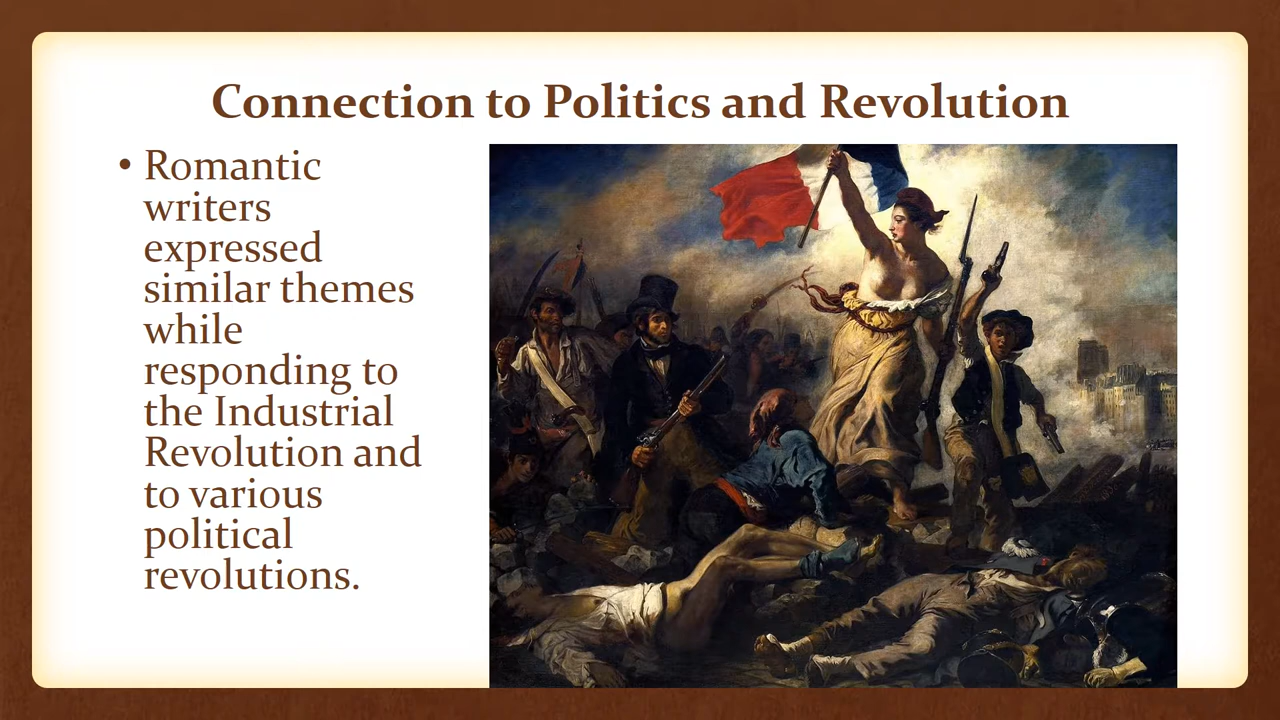 Connection to Politics and Revolution
• Romantic
writers
expressed
similar themes
while
responding to
the Industrial
Revolution and
to various
political
revolutions.